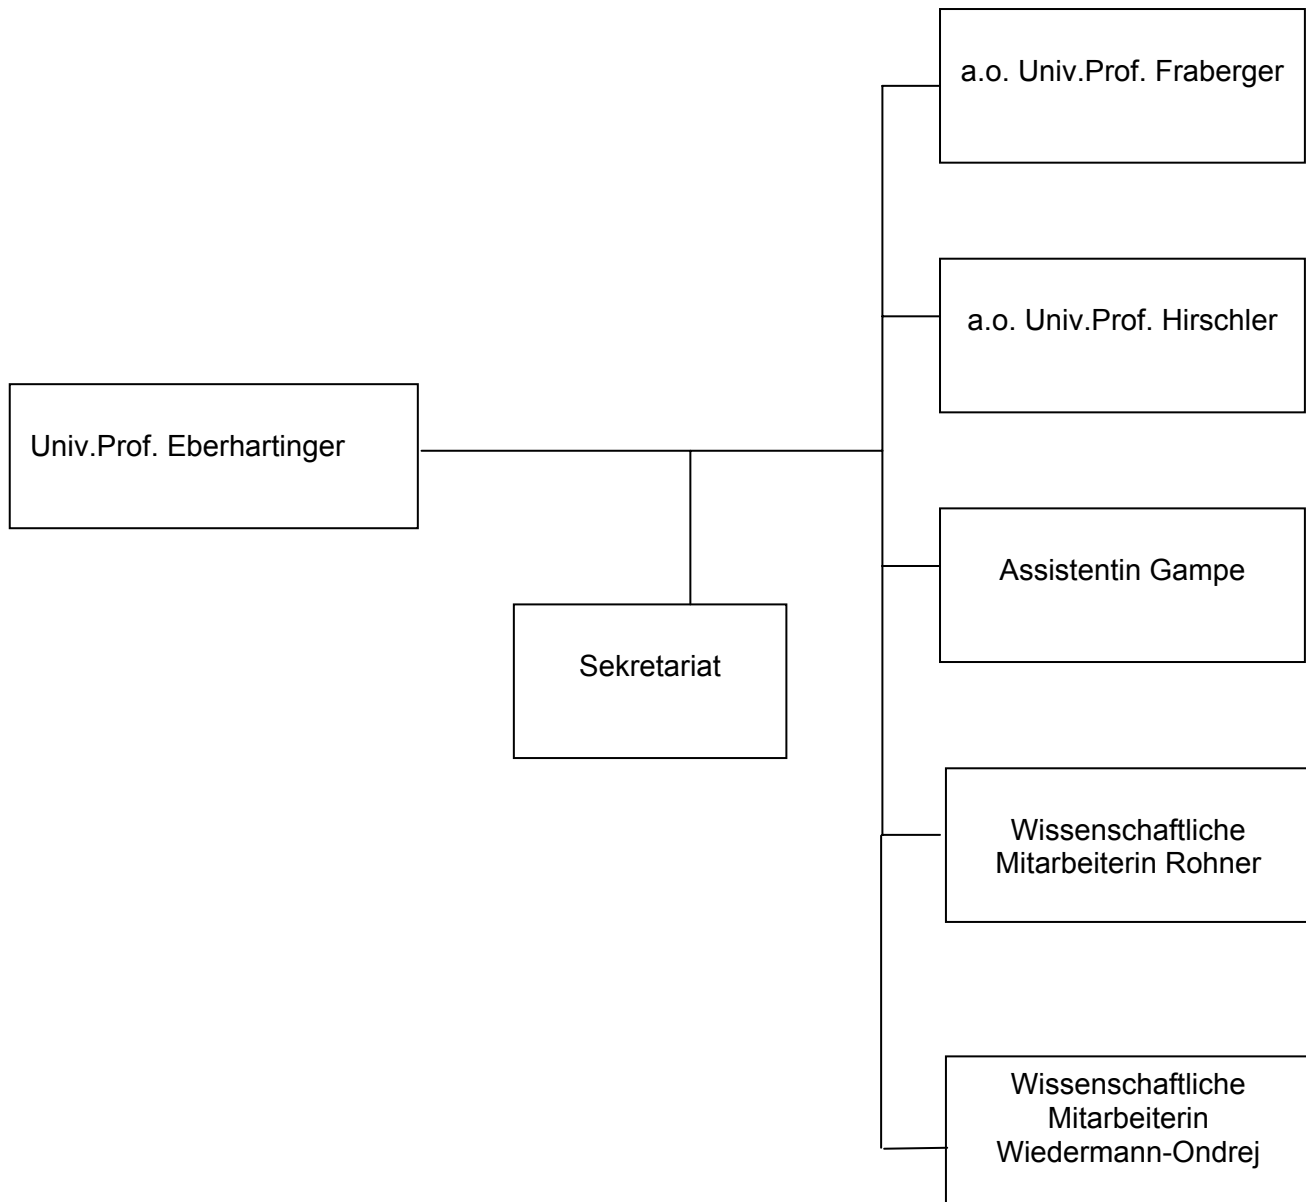 a.o. Univ.Prof. Fraberger
a.o. Univ.Prof. Hirschler
Univ.Prof. Eberhartinger
Assistentin Gampe
Sekretariat
Wissenschaftliche
Mitarbeiterin Rohner
Wissenschaftliche
Mitarbeiterin
Wiedermann-Ondrej